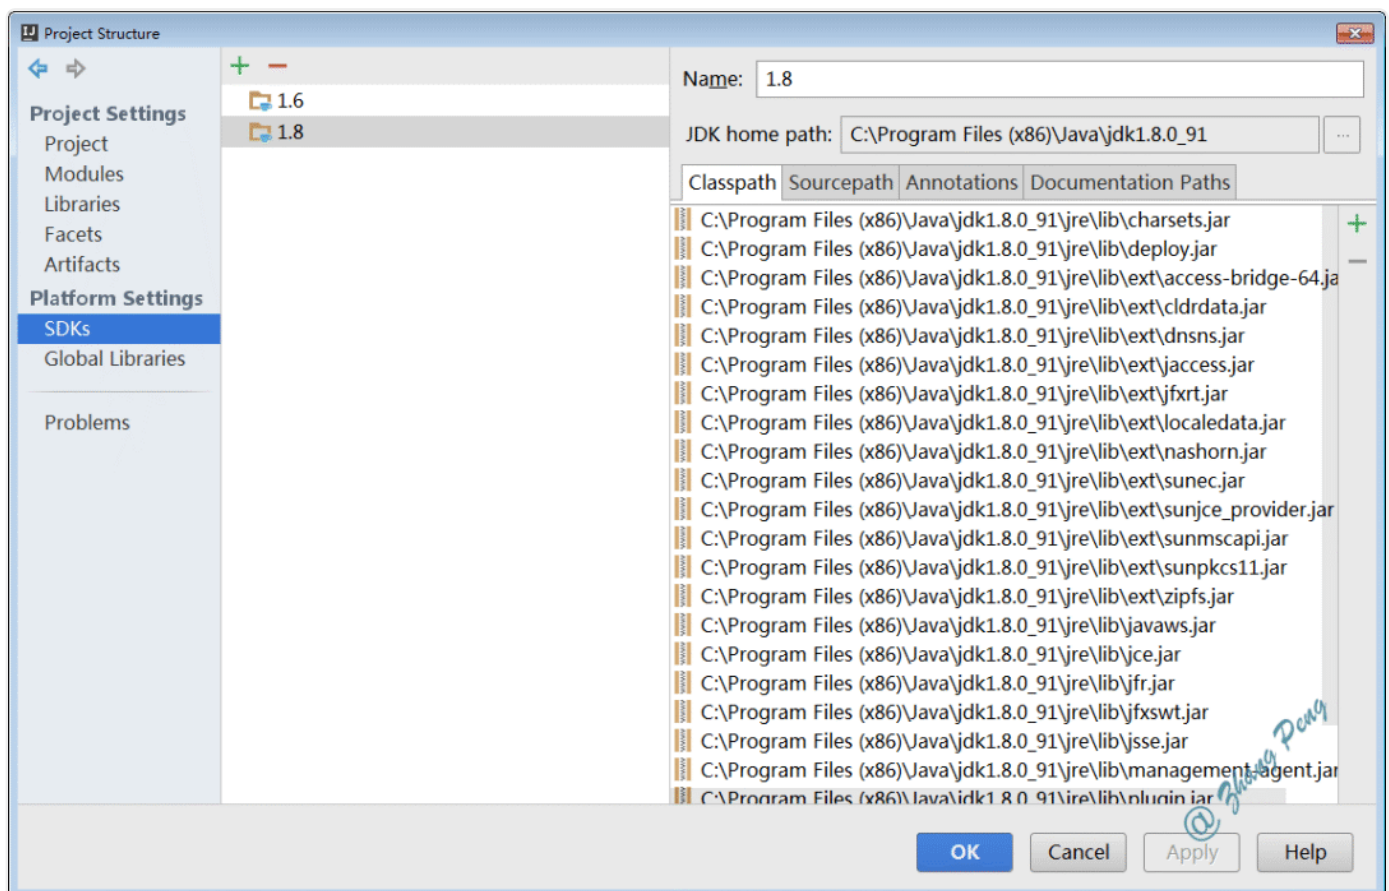 Project Structure
Project Settings
Project
Modules
Libraries
Facets
Artifacts
Platform Settings
SDKs
Global Libraries
Problems
1.6
1.8
Name: 1.8
JDK home path: C:\Program Files (x86)\Java\jdk1.8.0_91 ...
Classpath Sourcepath Annotations Documentation Paths
C:\Program Files (x86)\Java\jdk1.8.0_91\jre\lib\charsets.jar
C:\Program Files (x86)\Java\jdk1.8.0_91\jre\lib\deploy.jar
C:\Program Files (x86)\Java\jdk1.8.0_91\jre\lib\ext\access-bridge-64.ja
C:\Program Files (x86)\Java\jdk1.8.0_91\jre\lib\ext\cldrdata.jar
C:\Program Files (x86)\Java\jdk1.8.0_91\jre\lib\ext\dnsns.jar
C:\Program Files (x86)\Java\jdk1.8.0_91\jre\lib\ext\jaccess.jar
C:\Program Files (x86)\Java\jdk1.8.0_91\jre\lib\ext\jfxrt.jar
C:\Program Files (x86)\Java\jdk1.8.0_91\jre\lib\ext\localedata.jar
C:\Program Files (x86)\Java\jdk1.8.0_91\jre\lib\ext\nashorn.jar
C:\Program Files (x86)\Java\jdk1.8.0_91\jre\lib\ext\sunec.jar
C:\Program Files (x86)\Java\jdk1.8.0_91\jre\lib\ext\sunjce_provider.jar
C:\Program Files (x86)\Java\jdk1.8.0_91\jre\lib\ext\sunmscapi.jar
C:\Program Files (x86)\Java\jdk1.8.0_91\jre\lib\ext\sunpkcs11.jar
C:\Program Files (x86)\Java\jdk1.8.0_91\jre\lib\ext\zipfs.jar
C:\Program Files (x86)\Java\jdk1.8.0_91\jre\lib\javaws.jar
C:\Program Files (x86)\Java\jdk1.8.0_91\jre\lib\jce.jar
C:\Program Files (x86)\Java\jdk1.8.0_91\jre\lib\jfr.jar
C:\Program Files (x86)\Java\jdk1.8.0_91\jre\lib\jfxswt.jar
C:\Program Files (x86)\Java\jdk1.8.0_91\jre\lib\jsse.jar
C:\Program Files (x86)\Java\jdk1.8.0_91\jre\lib\management-agent.jar
C:\Program Files (x86)\Java\jdk1.8.0_91\jre\lib\plugin.jar
@ Zhong Peng
OK Cancel Apply Help